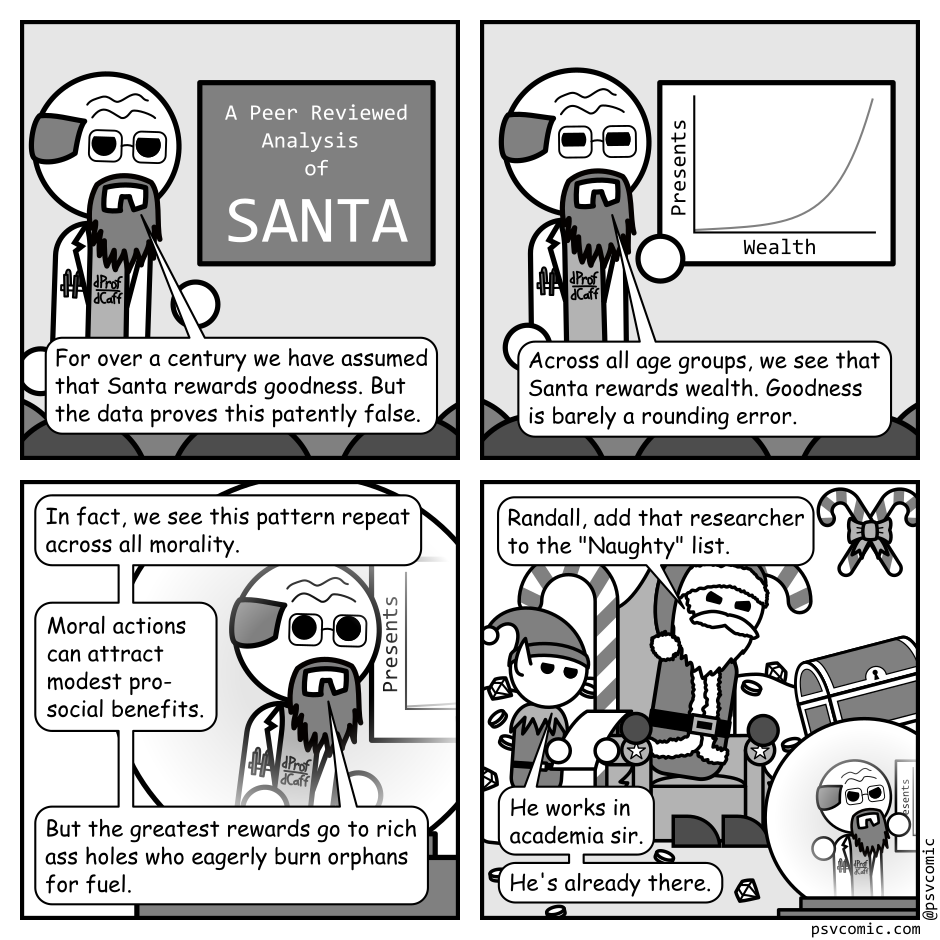 A Peer Reviewed
Analysis
of
SANTA
dProf
dCaff
For over a century we have assumed
that Santa rewards goodness. But
the data proves this patently false.
Presents
Wealth
dProf
dCaff
Across all age groups, we see that
Santa rewards wealth. Goodness
is barely a rounding error.
In fact, we see this pattern repeat
across all morality.
Moral actions
can attract
modest pro-
social benefits.
Presents
dProf
dCaff
But the greatest rewards go to rich
ass holes who eagerly burn orphans
for fuel.
Randall, add that researcher
to the "Naughty" list.
He works in
academia sir.
He's already there.
esents
dProf
dCaff
@psvcomic
psvcomic.com